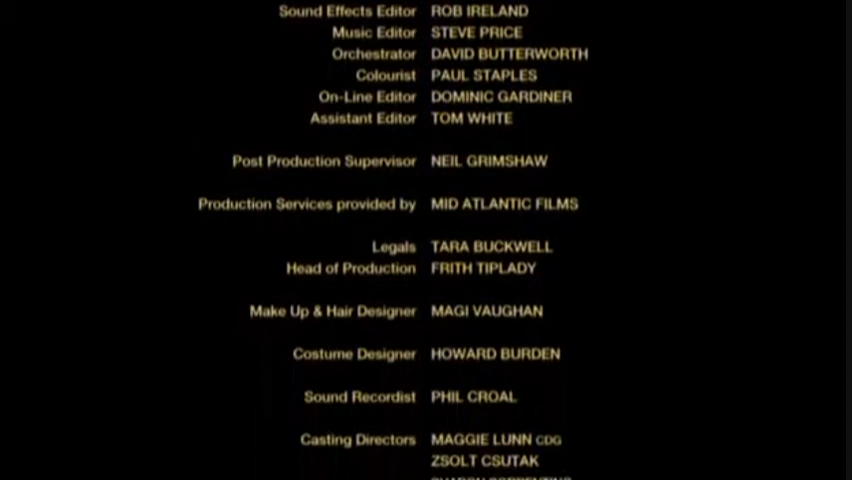 Sound Effects Editor ROB IRELAND
Music Editor STEVE PRICE
Orchestrator DAVID BUTTERWORTH
Colourist PAUL STAPLES
On-Line Editor DOMINIC GARDINER
Assistant Editor TOM WHITE
Post Production Supervisor NEIL GRIMSHAW
Production Services provided by MID ATLANTIC FILMS
Legals TARA BUCKWELL
Head of Production FRITH TIPLADY
Make Up & Hair Designer MAGI VAUGHAN
Costume Designer HOWARD BURDEN
Sound Recordist PHIL CROAL
Casting Directors MAGGIE LUNN CDG
ZSOLT CSUTAK